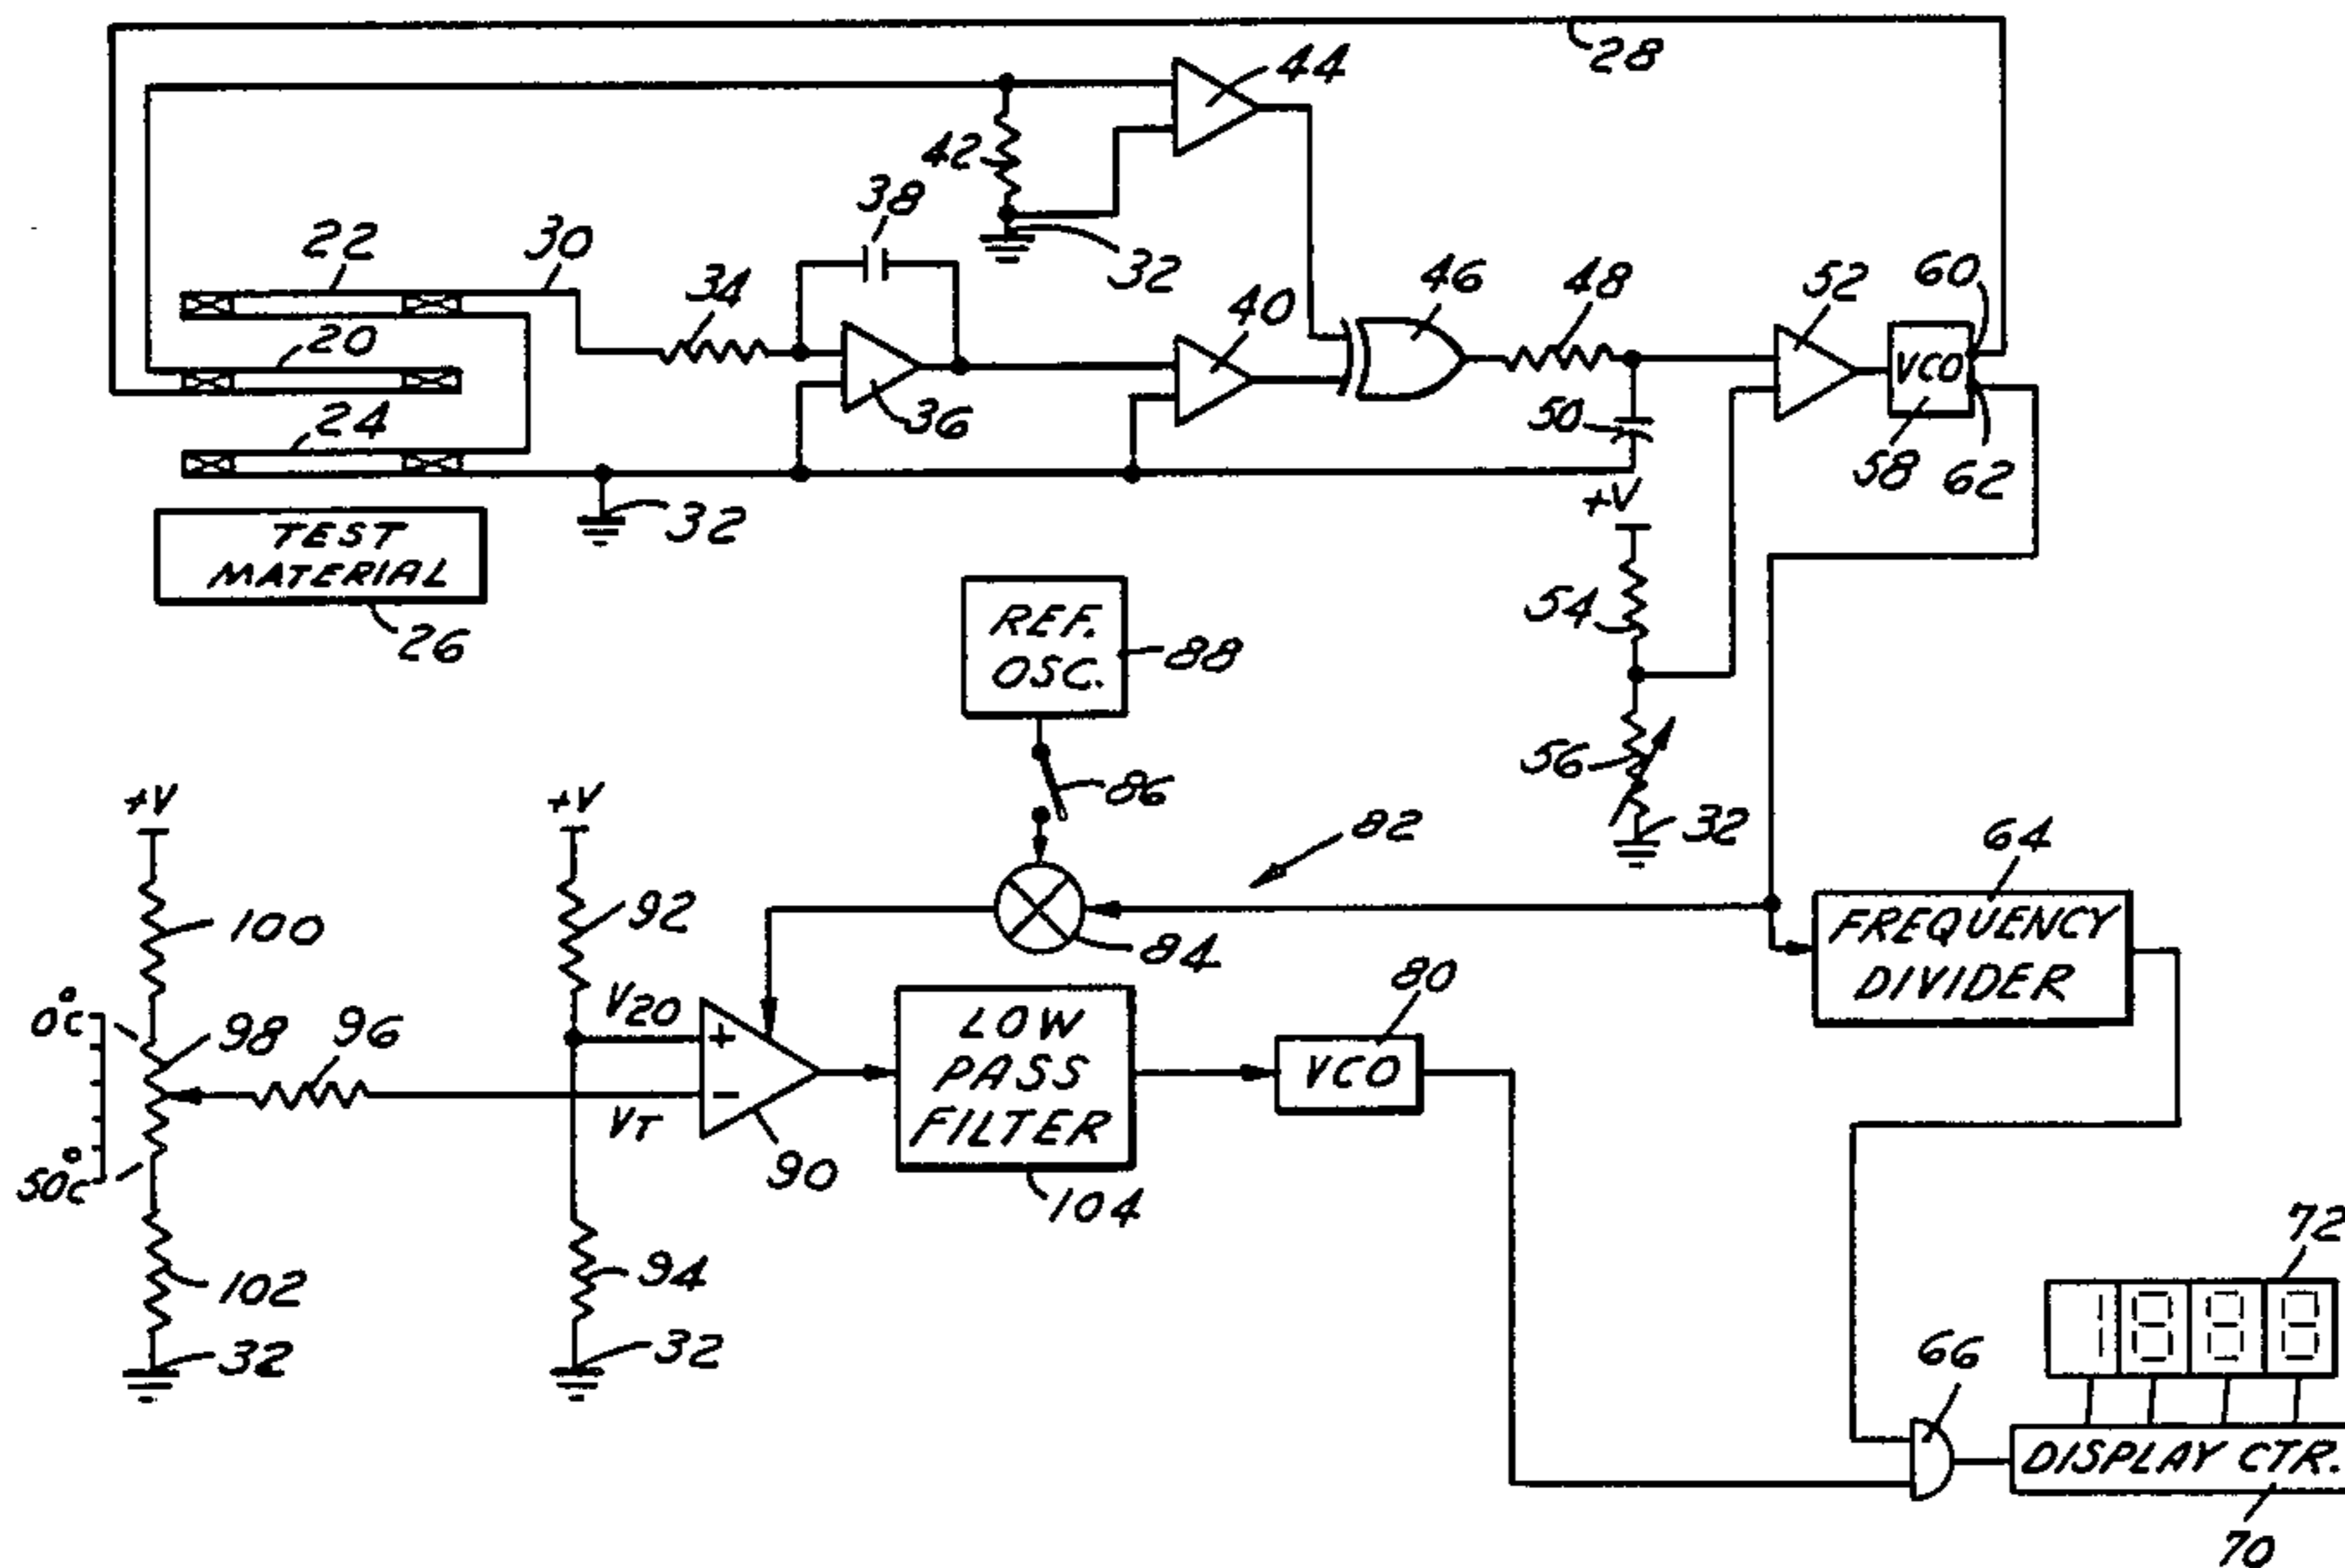 28
44
42
38
22
30
32
34
46
48
52
60
40
20
36
VCO
50
24
58
62
+V
32
TEST
MATERIAL
26
REF.
OSC.
88
54
56
86
+V
+V
82
32
64
100
92
84
FREQUENCY
DIVIDER
80
0°C
98
96
V20
+
LOW
PASS
FILTER
VCO
VT
-
50°C
90
104
102
94
72
1888
32
32
66
DISPLAY CTR.
70